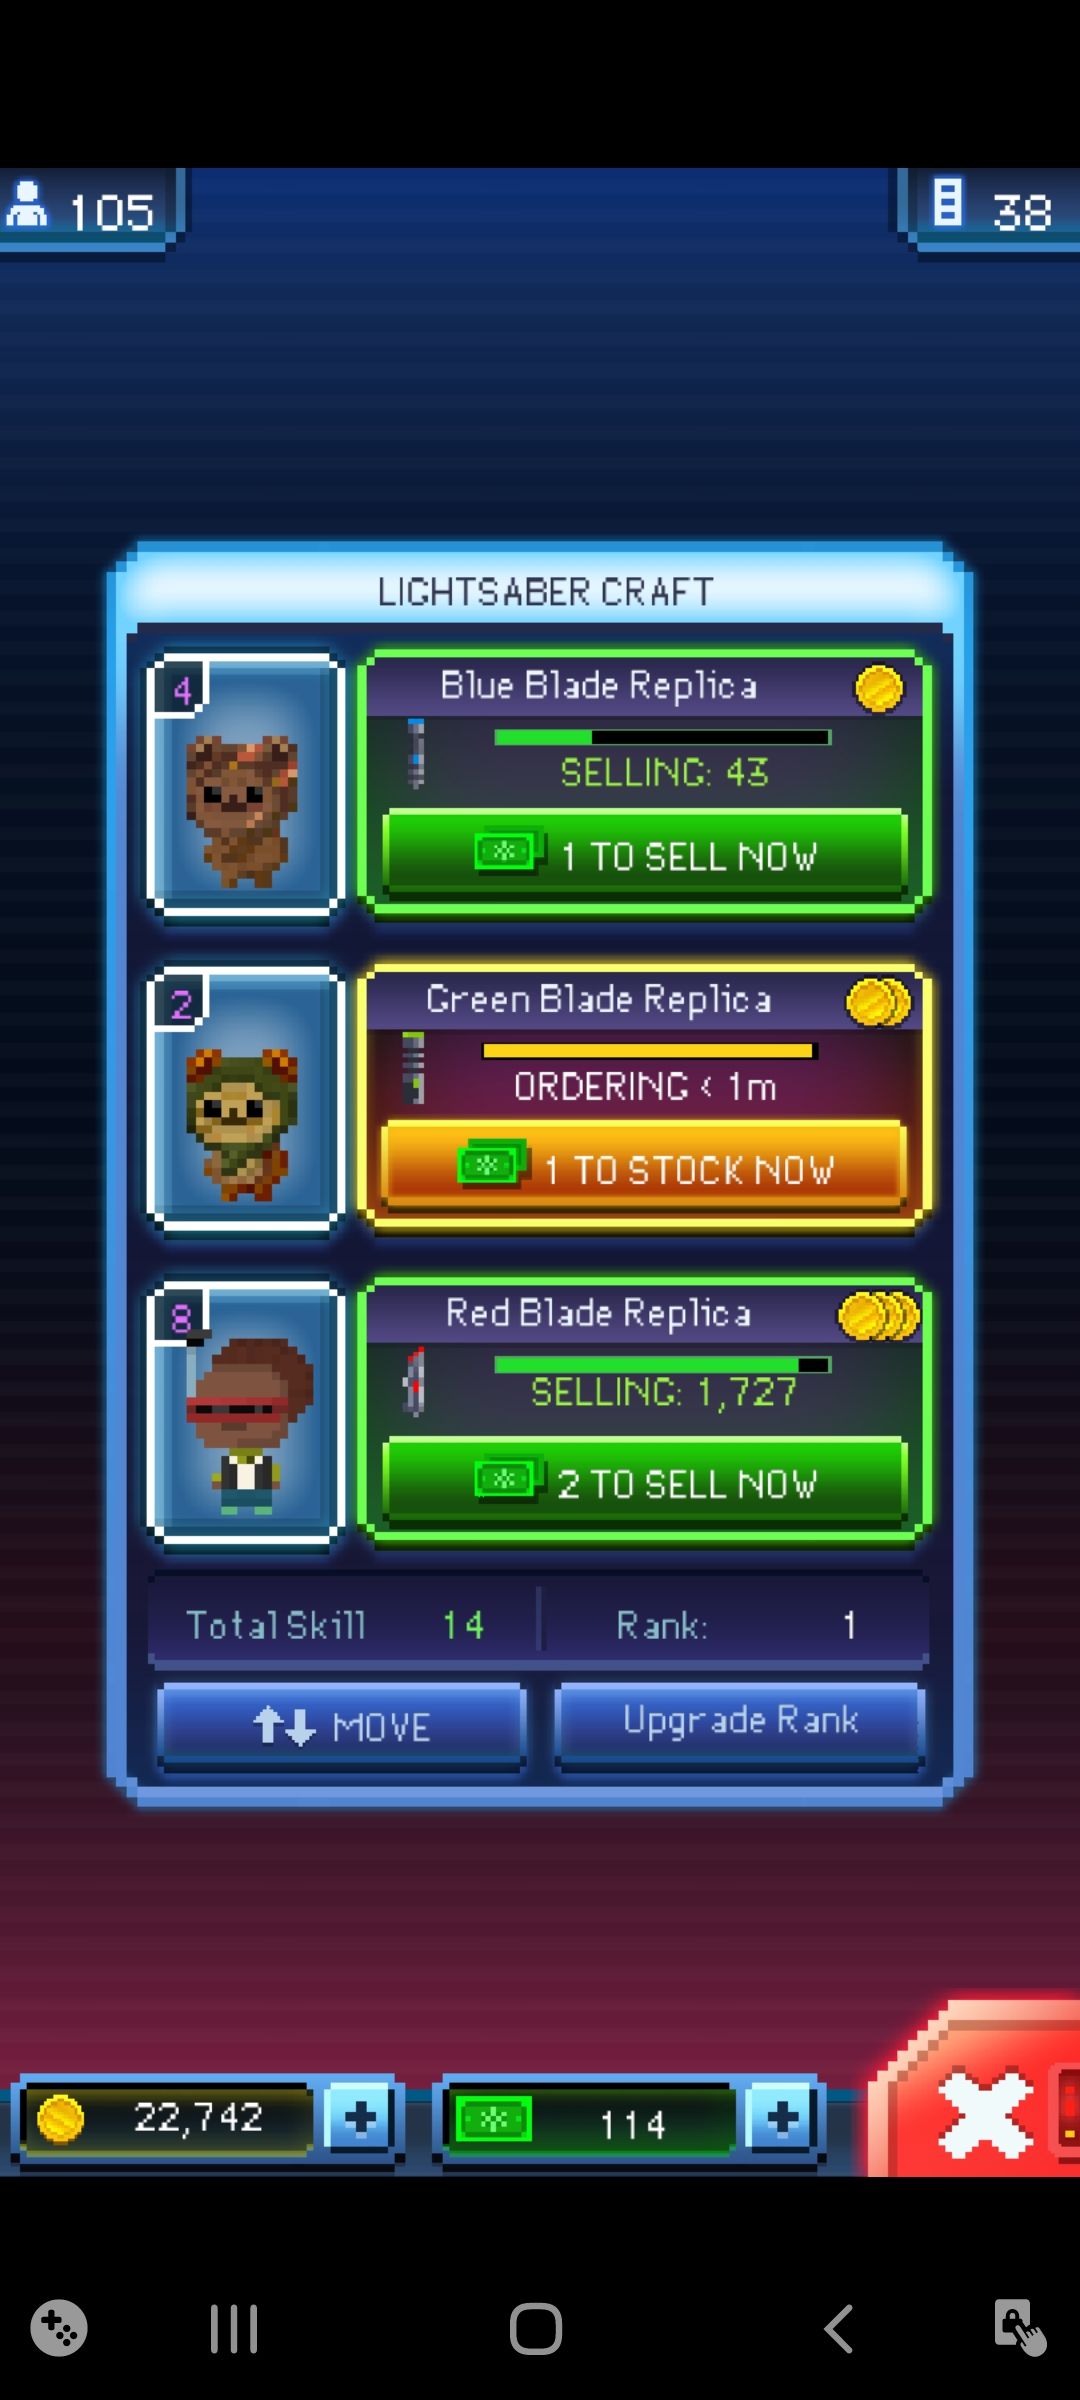 105
38
LIGHTSABER CRAFT
4
Blue Blade Replica
SELLING: 43
1 TO SELL NOW
2
Green Blade Replica
ORDERING < 1m
1 TO STOCK NOW
8
Red Blade Replica
SELLING: 1,727
2 TO SELL NOW
Total Skill 14 Rank: 1
MOVE Upgrade Rank
22,742 + 114 +